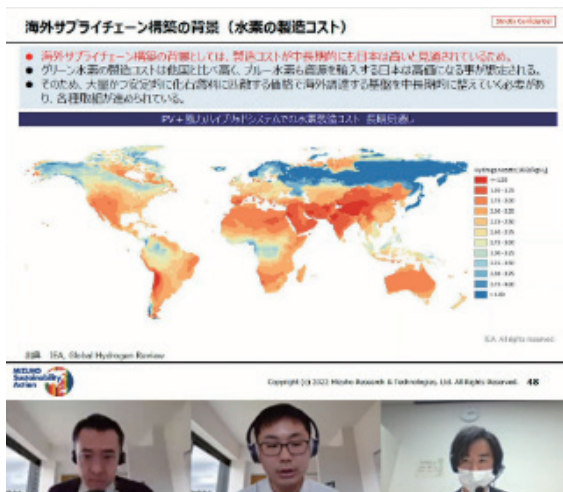 海外サプライチェーン構築の背景（水素の製造コスト）
Strictly Confidential
● 海外サプライチェーン構築の背景としては、製造コストが中長期的にも日本は高いと見通されているため。
● グリーン水素の製造コストは他国と比べ高く、ブルー水素も資源を輸入する日本は高価になる事が想定される。
● そのため、大量かつ安定的に化石燃料に匹敵する価格で海外調達する基盤を中長期的に整えていく必要があ
り、各種取組が進められている。
PV＋風力ハイブリッドシステムでの水素製造コスト 長期見通し
IEA. All rights reserved.
出典 IEA, Global Hydrogen Review
MIZUHO
Sustainability
Action
Copyright (c) 2022 Mizuho Research & Technologies, Ltd. All Rights Reserved. 48